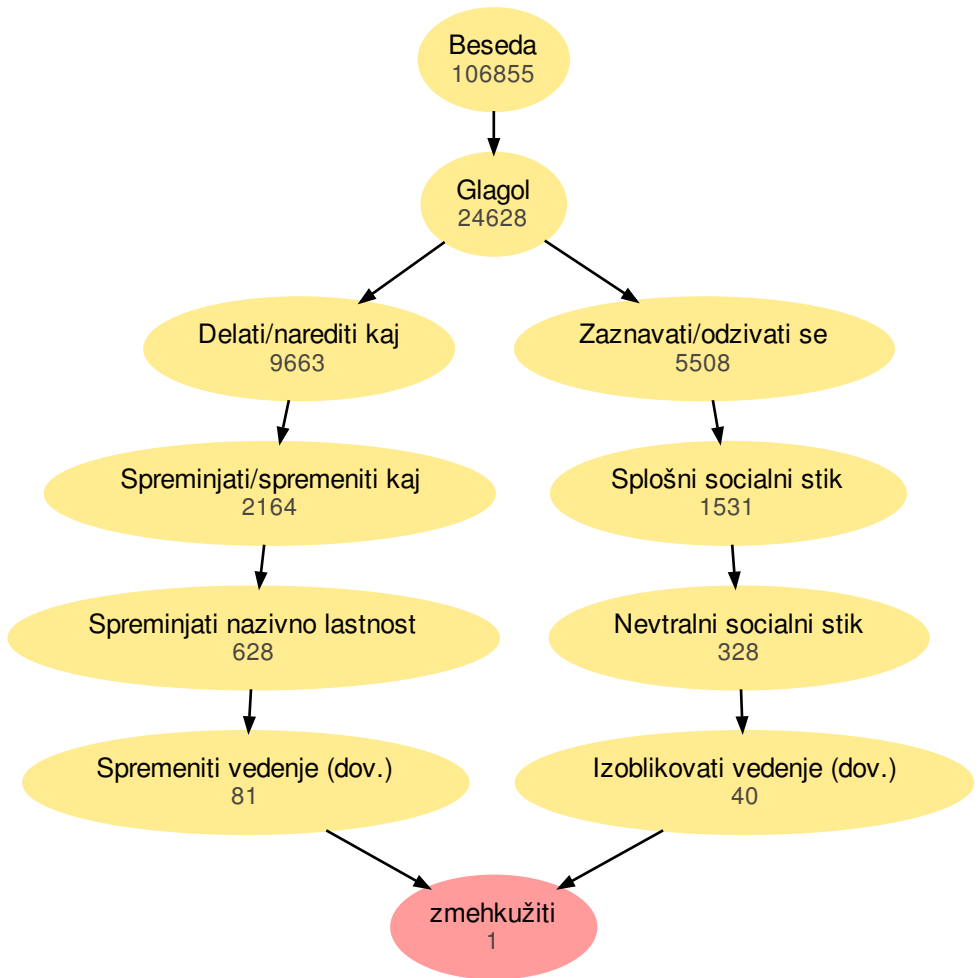 Beseda
106855
Glagol
24628
Delati/narediti kaj
9663
Zaznavati/odzivati se
5508
Spreminjati/spremeniti kaj
2164
Splošni socialni stik
1531
Spreminjati nazivno lastnost
628
Nevtralni socialni stik
328
Spremeniti vedenje (dov.)
81
Izoblikovati vedenje (dov.)
40
zmehkužiti
1